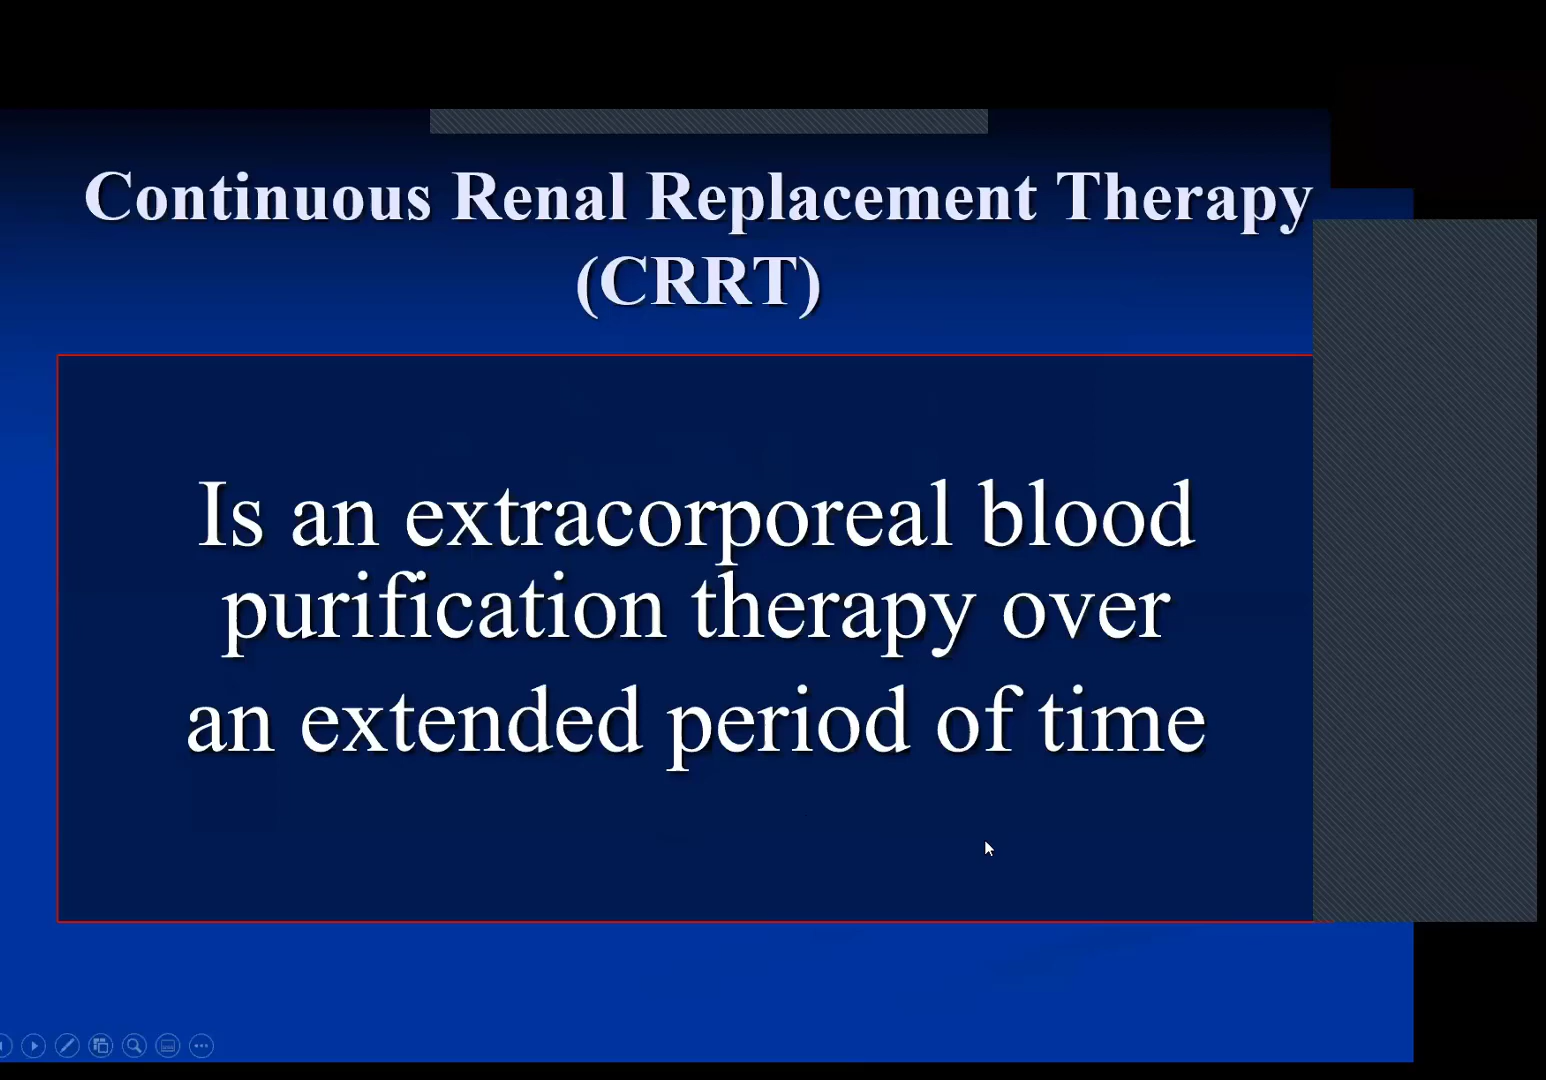 Continuous Renal Replacement Therapy
(CRRT)
Is an extracorporeal blood
purification therapy over
an extended period of time